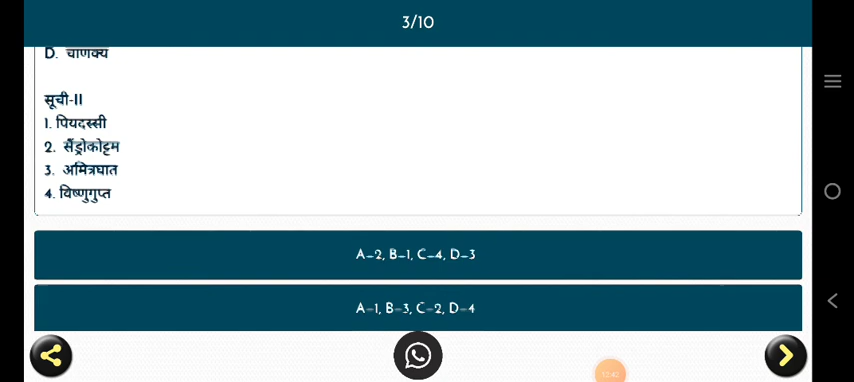 3/10
D. चाणक्य
सूची-II
1. पियदस्सी
2. सैंड्रोकोट्टम
3. अमित्रघात
4. विष्णुगुप्त
A-2, B-1, C-4, D-3
A-1, B-3, C-2, D-4